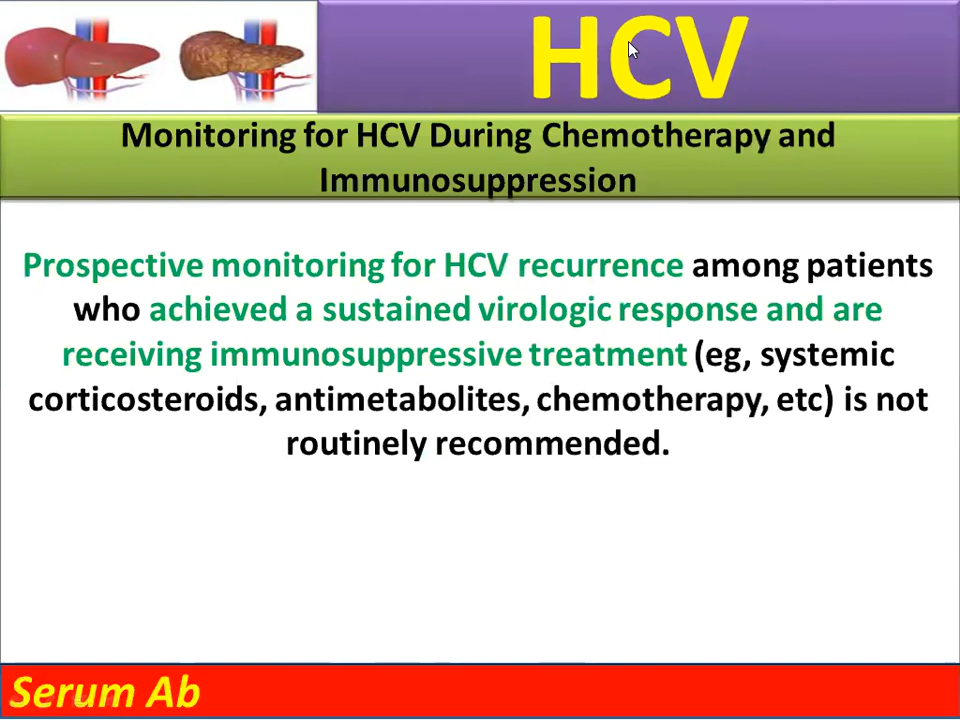 HCV
Monitoring for HCV During Chemotherapy and
Immunosuppression
Prospective monitoring for HCV recurrence among patients
who achieved a sustained virologic response and are
receiving immunosuppressive treatment (eg, systemic
corticosteroids, antimetabolites, chemotherapy, etc) is not
routinely recommended.
Serum Ab